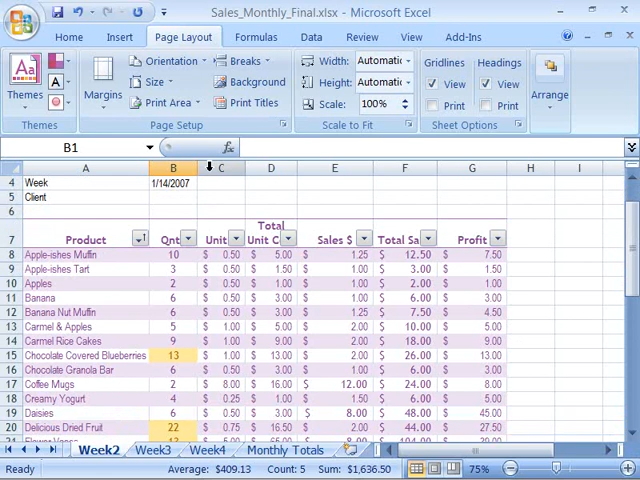 Sales_Monthly_Final.xlsx - Microsoft Excel
Home Insert Page Layout Formulas Data Review View Add-Ins
Themes
Themes
Margins
Orientation
Size
Print Area
Breaks
Background
Print Titles
Page Setup
Width: Automatic
Height: Automatic
Scale: 100%
Scale to Fit
Gridlines Headings
View View
Print Print
Sheet Options
Arrange
B1 fx
A B C D E F G H I
4 Week 1/14/2007
5 Client
6
7 Product Qnt Unit Total Unit C Sales $ Total Sa Profit
8 Apple-ishes Muffin 10 $ 0.50 $ 5.00 $ 1.25 $ 12.50 $ 7.50
9 Apple-ishes Tart 3 $ 0.50 $ 1.50 $ 1.00 $ 3.00 $ 1.50
10 Apples 2 $ 0.50 $ 1.00 $ 1.00 $ 2.00 $ 1.00
11 Banana 6 $ 0.50 $ 3.00 $ 1.00 $ 6.00 $ 3.00
12 Banana Nut Muffin 6 $ 0.50 $ 3.00 $ 1.25 $ 7.50 $ 4.50
13 Carmel & Apples 5 $ 1.00 $ 5.00 $ 2.00 $ 10.00 $ 5.00
14 Carmel Rice Cakes 9 $ 1.00 $ 9.00 $ 2.00 $ 18.00 $ 9.00
15 Chocolate Covered Blueberries 13 $ 1.00 $ 13.00 $ 2.00 $ 26.00 $ 13.00
16 Chocolate Granola Bar 6 $ 0.50 $ 3.00 $ 1.00 $ 6.00 $ 3.00
17 Coffee Mugs 2 $ 8.00 $ 16.00 $ 12.00 $ 24.00 $ 8.00
18 Creamy Yogurt 4 $ 0.25 $ 1.00 $ 1.00 $ 4.00 $ 3.00
19 Daisies 6 $ 0.50 $ 3.00 $ 8.00 $ 48.00 $ 45.00
20 Delicious Dried Fruit 22 $ 0.75 $ 16.50 $ 2.00 $ 44.00 $ 27.50
Week2 Week3 Week4 Monthly Totals
Ready Average: $409.13 Count: 5 Sum: $1,636.50 75%